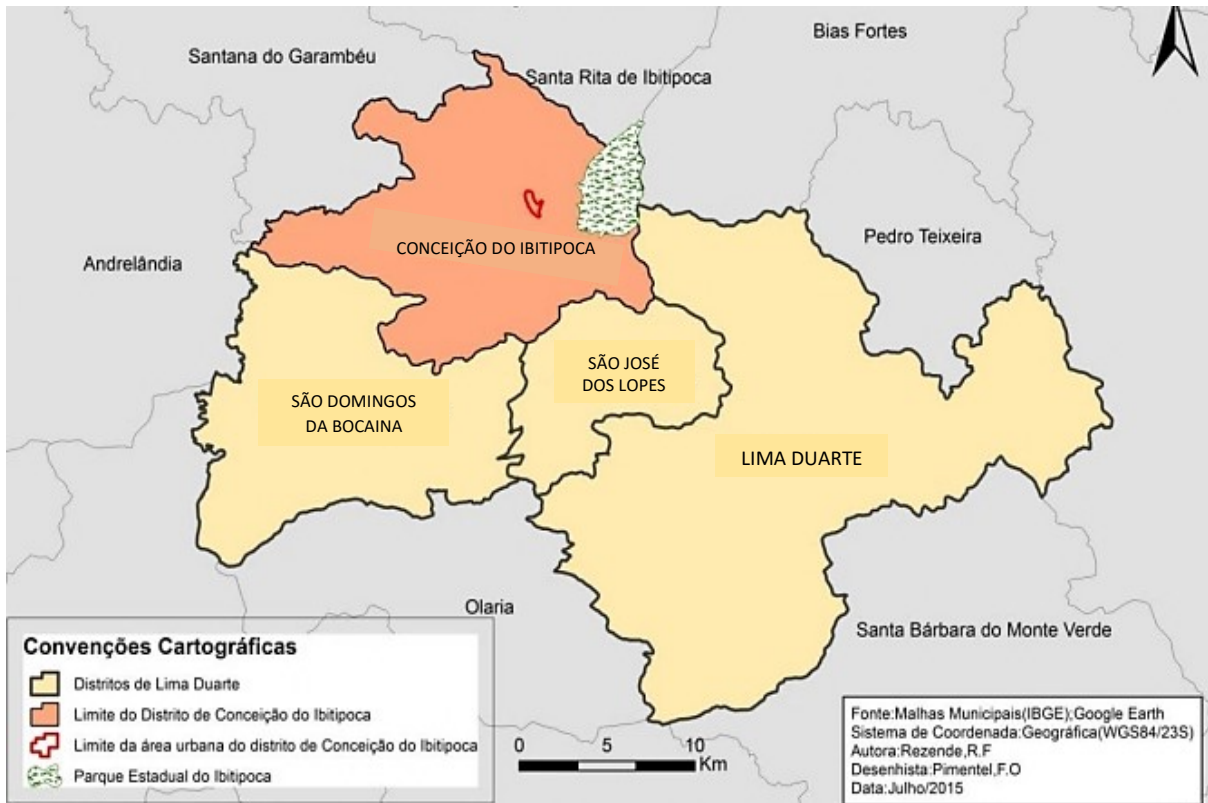 Santana do Garambéu
Santa Rita de Ibitipoca
Bias Fortes
Andrelândia
CONCEIÇÃO DO IBITIPOCA
Pedro Teixeira
SÃO DOMINGOS
DA BOCAINA
SÃO JOSÉ
DOS LOPES
LIMA DUARTE
Olaria
Santa Bárbara do Monte Verde
Convenções Cartográficas
Distritos de Lima Duarte
Limite do Distrito de Conceição do Ibitipoca
Limite da área urbana do distrito de Conceição do Ibitipoca
Parque Estadual do Ibitipoca
0 5 10
Km
Fonte:Malhas Municipais(IBGE);Google Earth
Sistema de Coordenada:Geográfica(WGS84/23S)
Autora:Rezende,R.F
Desenhista:Pimentel,F.O
Data:Julho/2015